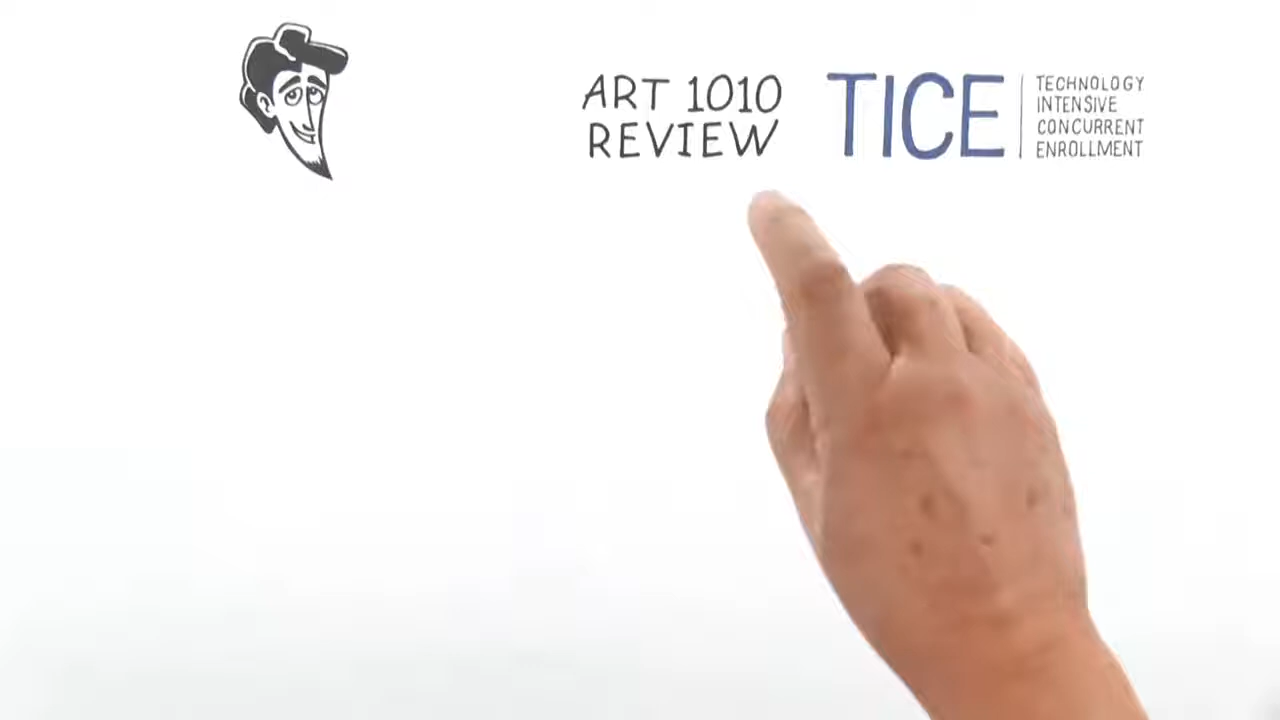 ART 1010
REVIEW
TICE
TECHNOLOGY
INTENSIVE
CONCURRENT
ENROLLMENT